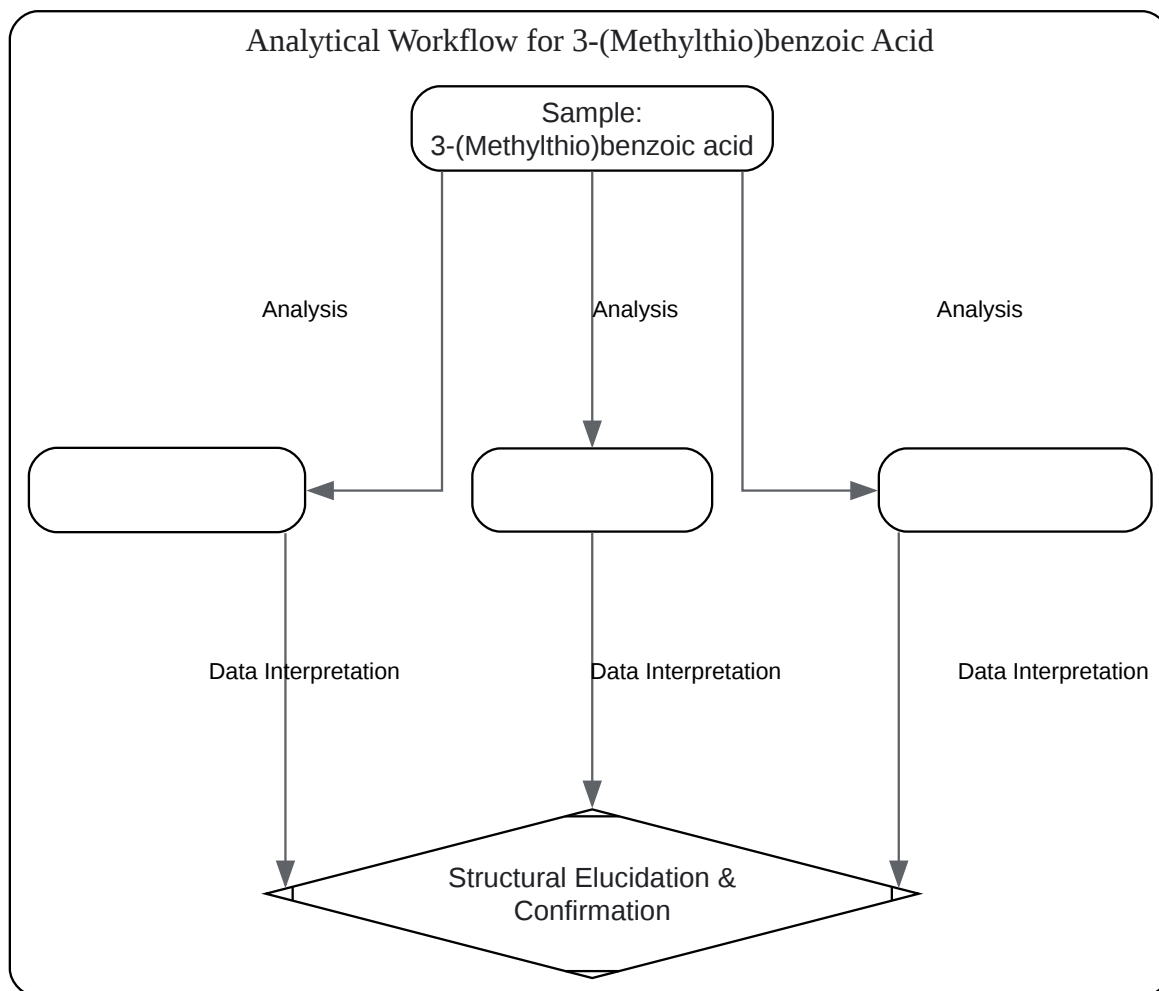 Analytical Workflow for 3-(Methylthio)benzoic Acid
Sample:
3-(Methylthio)benzoic acid
Analysis
Analysis
Analysis
Data Interpretation
Data Interpretation
Data Interpretation
Structural Elucidation &
Confirmation